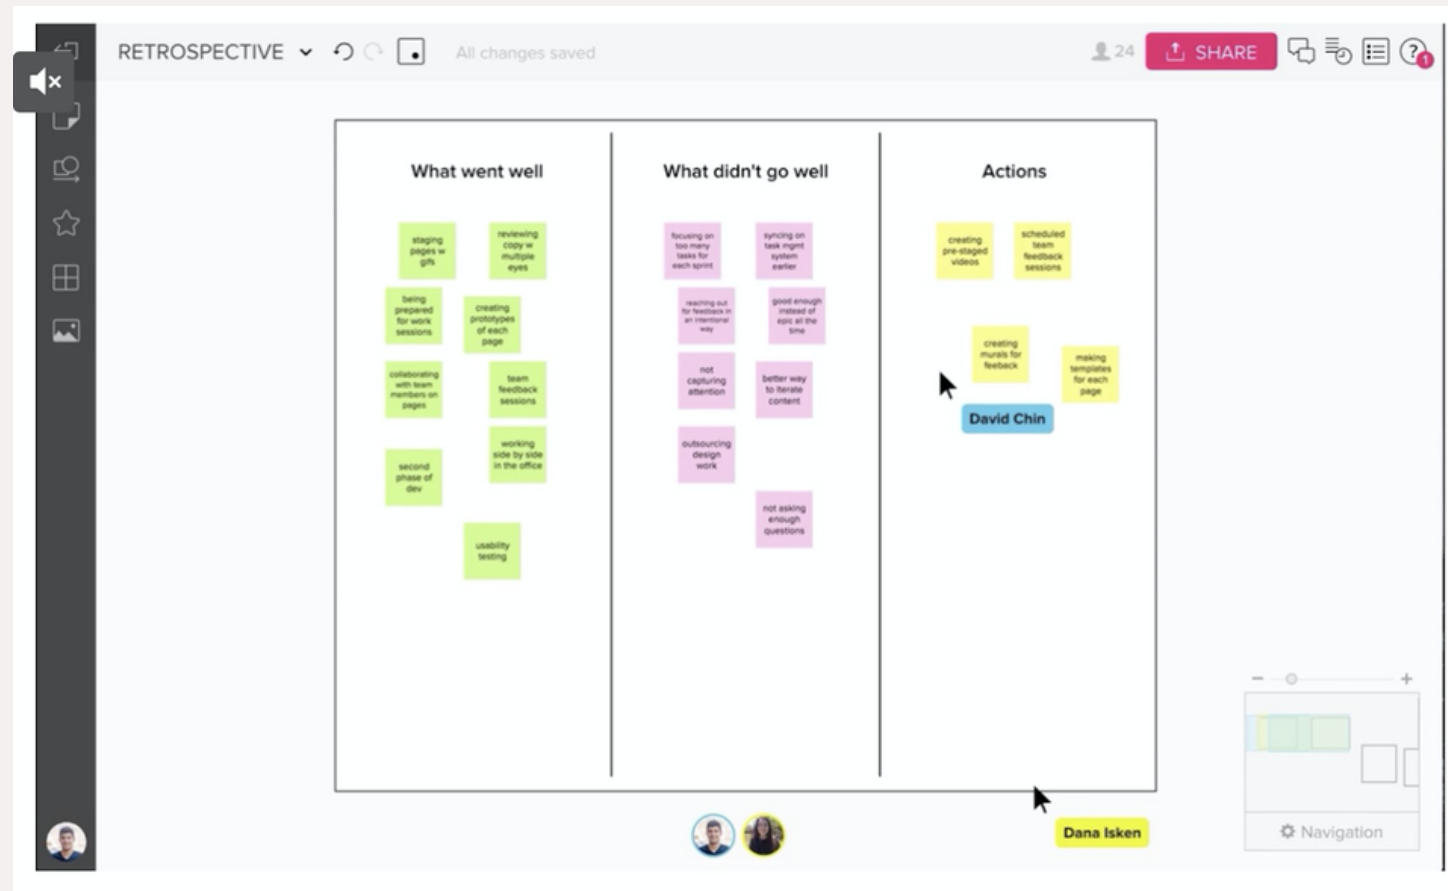 RETROSPECTIVE
All changes saved
24
SHARE
?
1
What went well
What didn't go well
Actions
staging
pages w
gifs
reviewing
copy w
multiple
eyes
being
prepared
for work
sessions
creating
prototypes
of each
page
collaborating
with team
members on
pages
team
feedback
sessions
working
side by side
in the office
second
phase of
dev
usability
testing
focusing on
too many
tasks for
each sprint
syncing on
task mgmt
system
earlier
reaching out
for feedback in
an intentional
way
good enough
instead of
epic all the
time
not
capturing
attention
better way
to iterate
content
outsourcing
design
work
not asking
enough
questions
creating
pre-staged
videos
scheduled
team
feedback
sessions
creating
murals for
feeback
making
templates
for each
page
David Chin
Dana Isken
Navigation